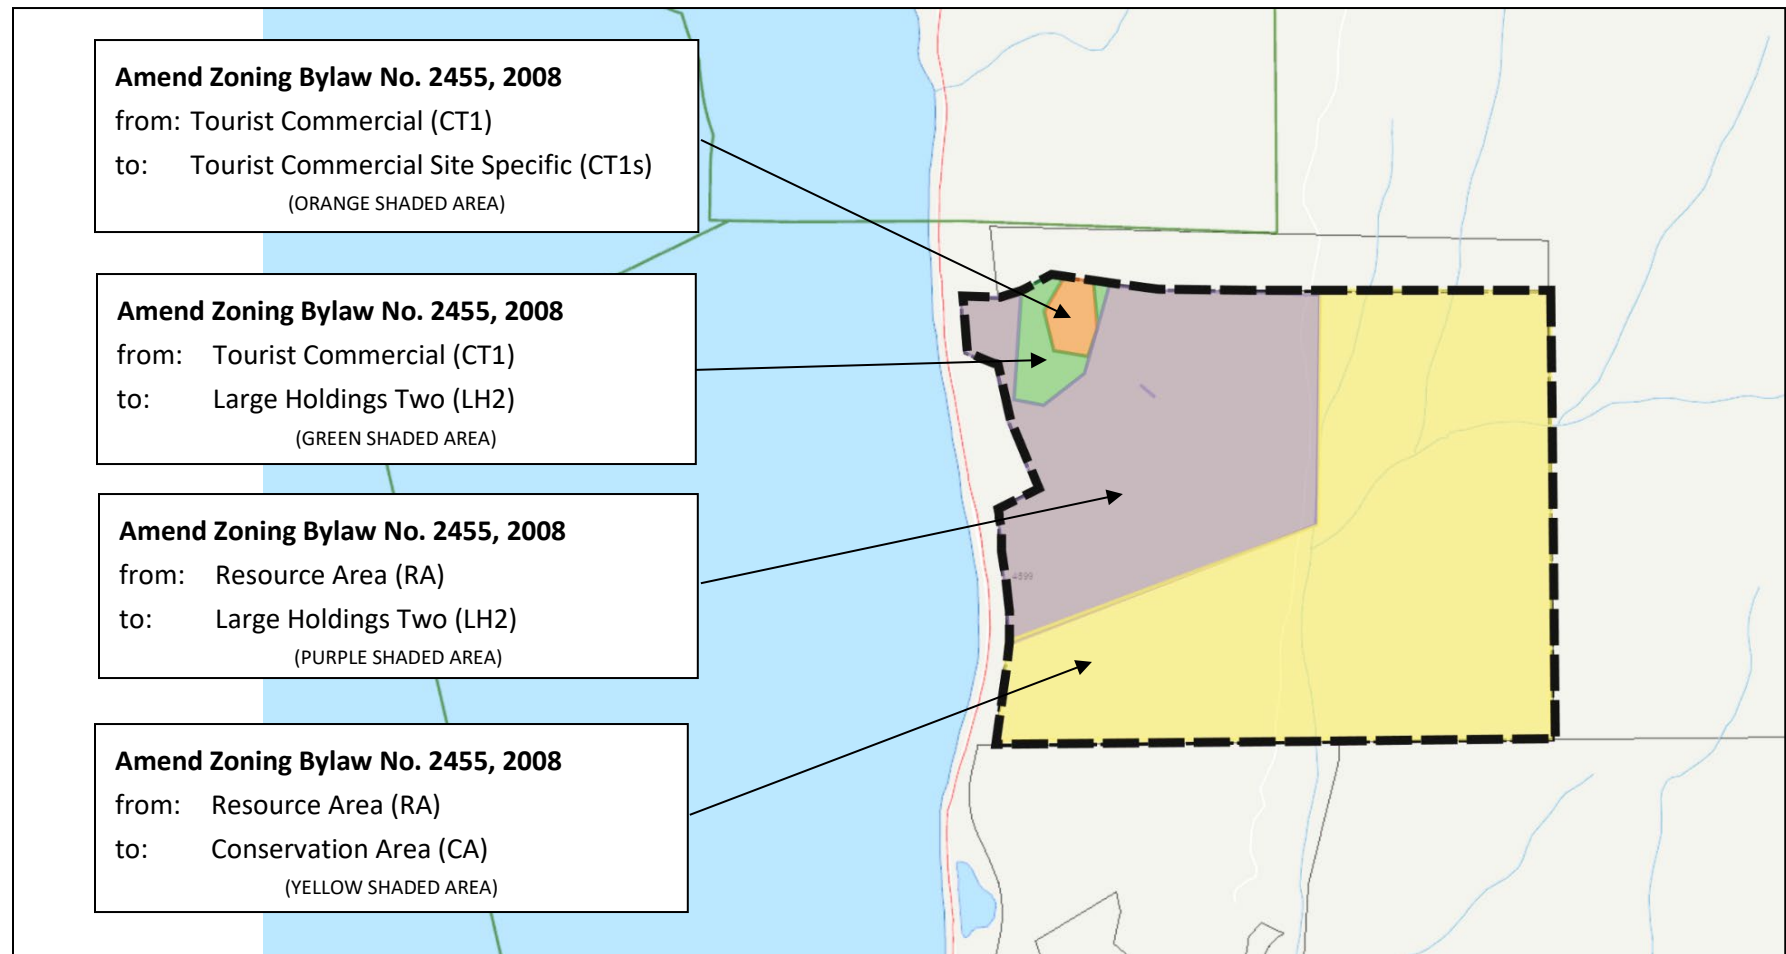 Amend Zoning Bylaw No. 2455, 2008
from: Tourist Commercial (CT1)
to: Tourist Commercial Site Specific (CT1s)
(ORANGE SHADED AREA)
Amend Zoning Bylaw No. 2455, 2008
from: Tourist Commercial (CT1)
to: Large Holdings Two (LH2)
(GREEN SHADED AREA)
Amend Zoning Bylaw No. 2455, 2008
from: Resource Area (RA)
to: Large Holdings Two (LH2)
(PURPLE SHADED AREA)
Amend Zoning Bylaw No. 2455, 2008
from: Resource Area (RA)
to: Conservation Area (CA)
(YELLOW SHADED AREA)
4899